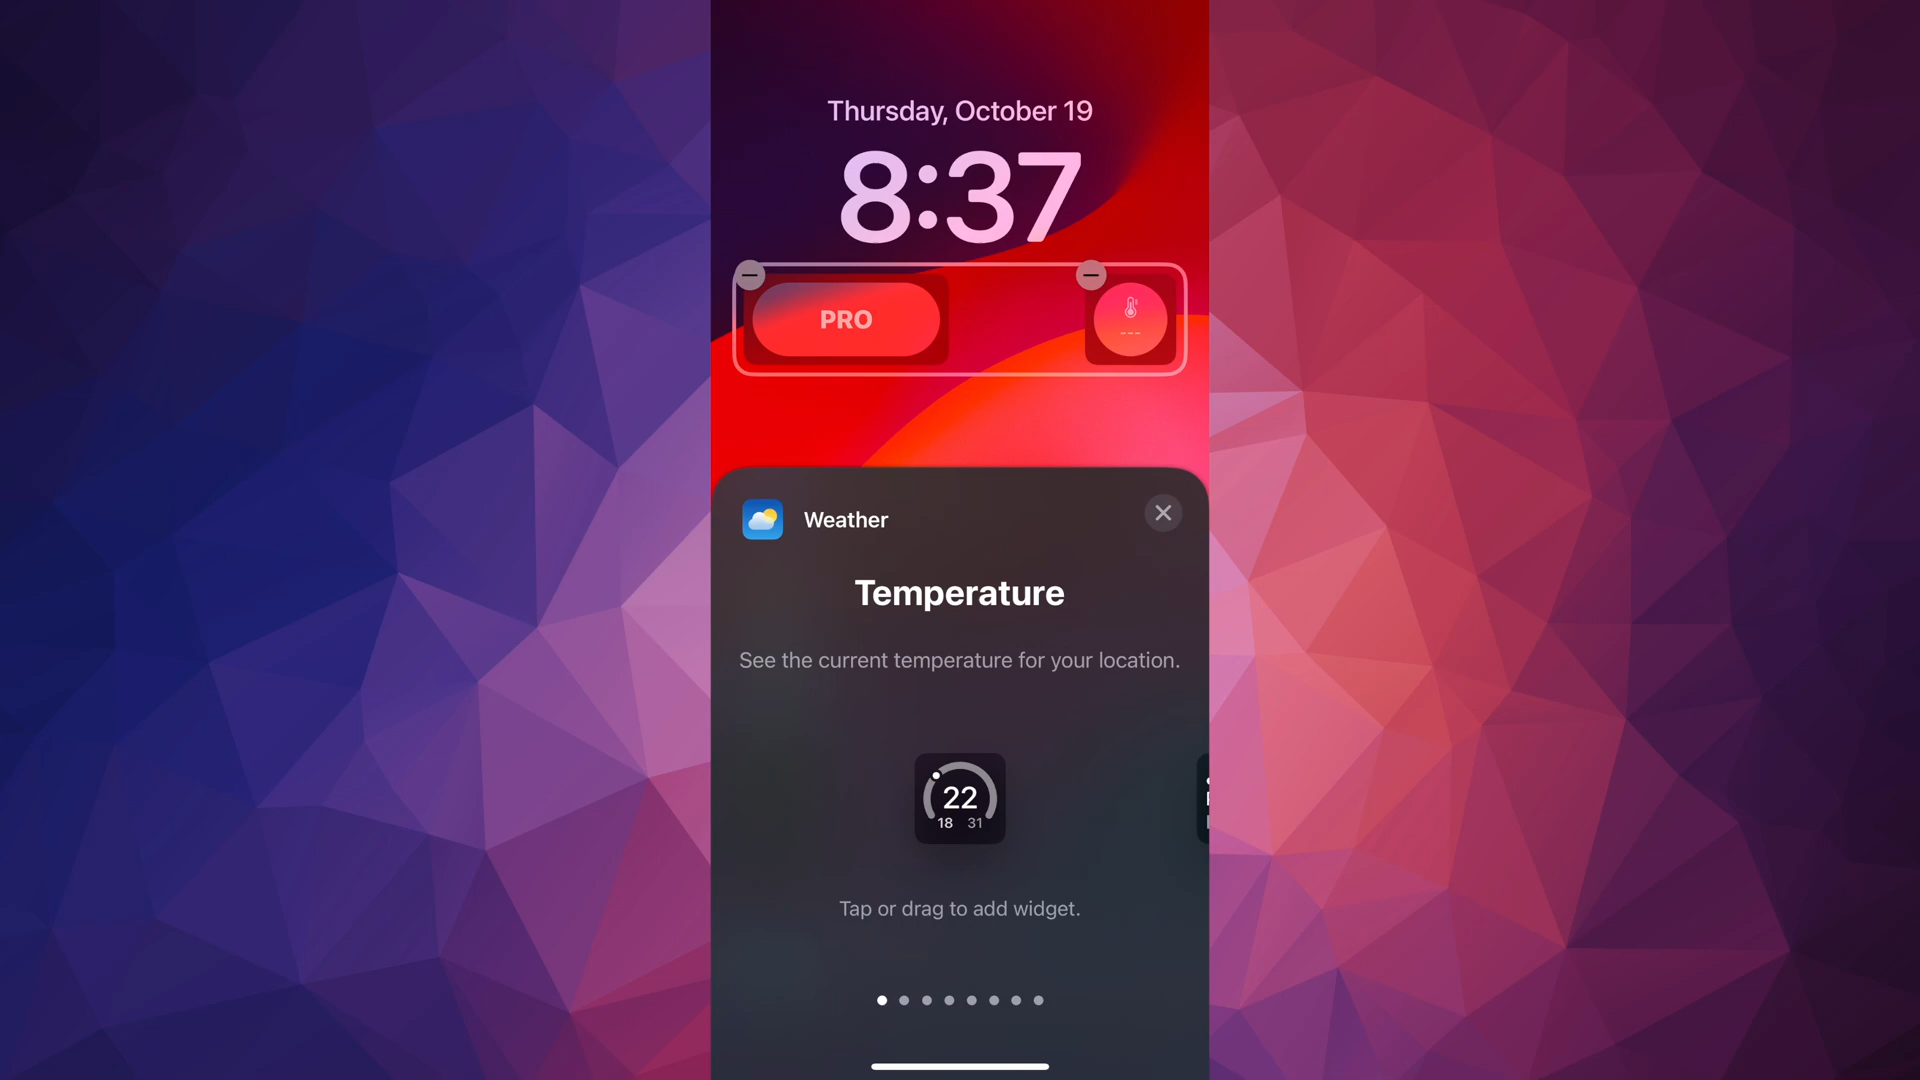 Thursday, October 19
8:37
PRO
---
Weather
Temperature
See the current temperature for your location.
22
18 31
Tap or drag to add widget.